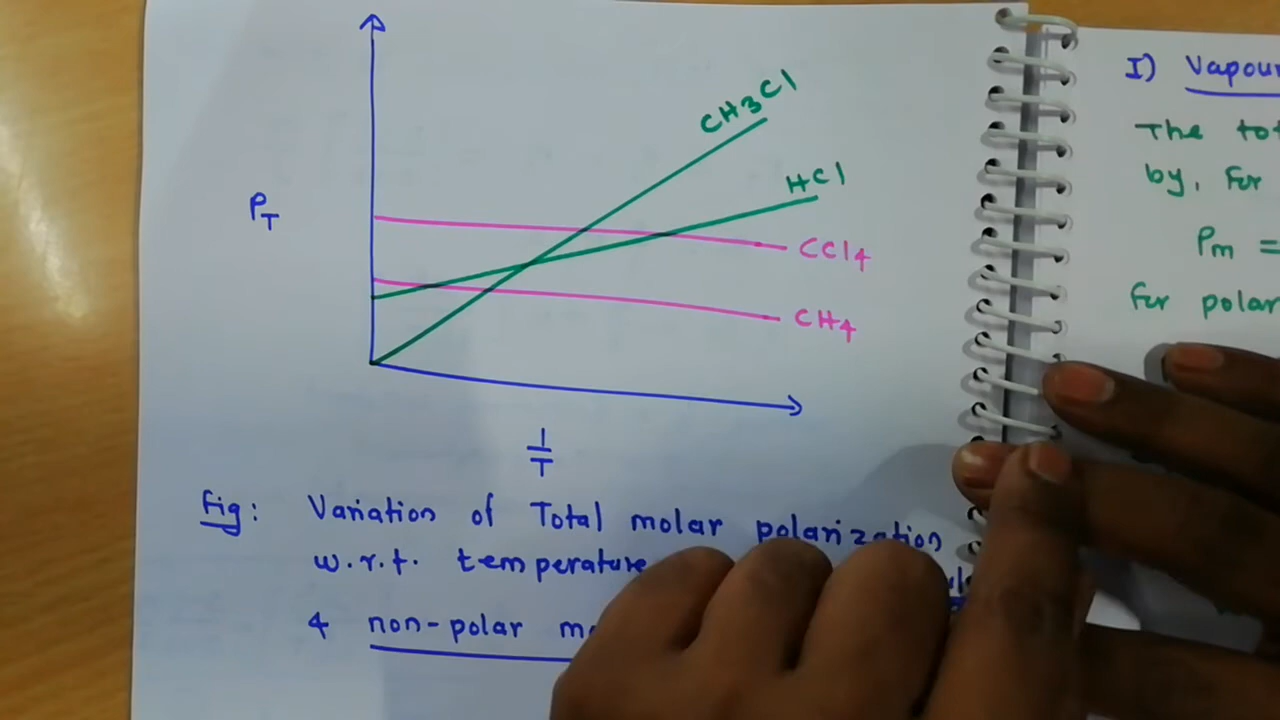 CH3Cl
HCl
PT
CCl4
CH4
1/T
Fig: Variation of Total molar polarization
w.r.t. temperature
4 non-polar
I) Vapour
The
by, For
Pm =
for polar